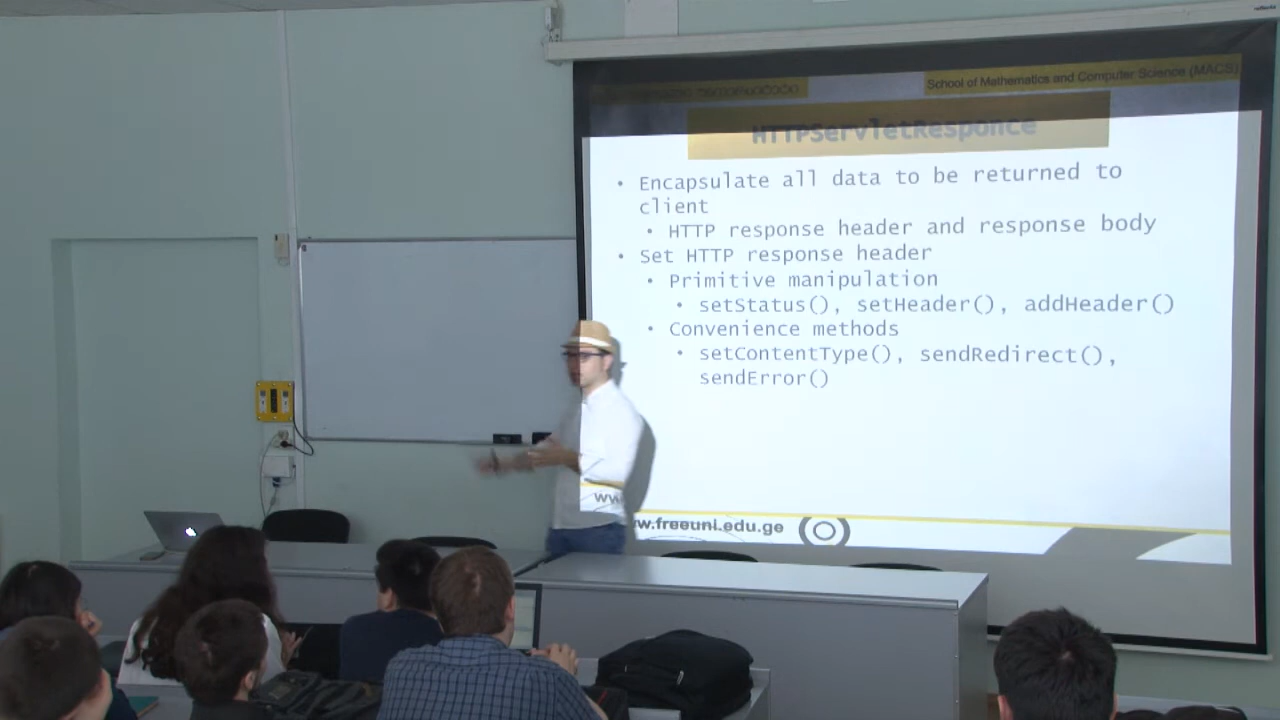 School of Mathematics and Computer Science (MACS)
HTTPServletResponce
• Encapsulate all data to be returned to
client
• HTTP response header and response body
• Set HTTP response header
• Primitive manipulation
• setStatus(), setHeader(), addHeader()
• Convenience methods
• setContentType(), sendRedirect(),
sendError()
www.freeuni.edu.ge